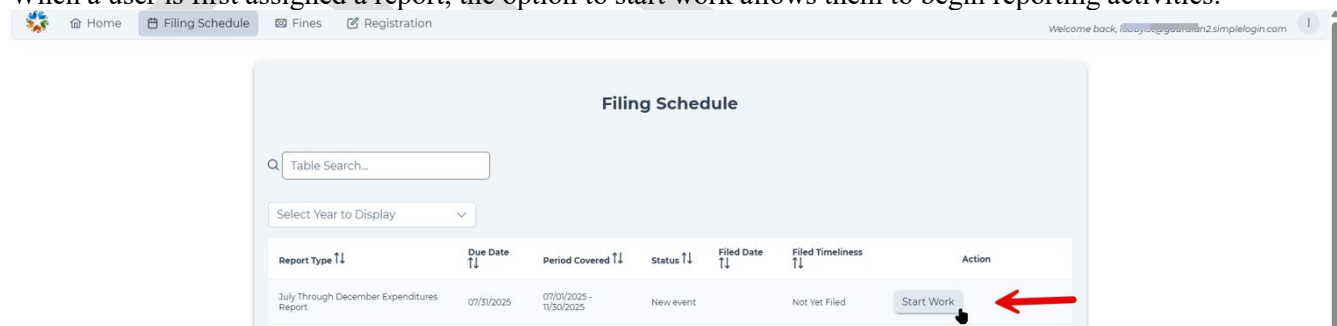 When a user is first assigned a report, the option to start work allows them to begin reporting activities.
Home Filing Schedule Fines Registration
Welcome back, n2.simplelogin.com I
Filing Schedule
Table Search...
Select Year to Display
Report Type Due Date Period Covered Status Filed Date Filed Timeliness Action
July Through December Expenditures Report 07/31/2025 07/01/2025 - 11/30/2025 New event Not Yet Filed Start Work